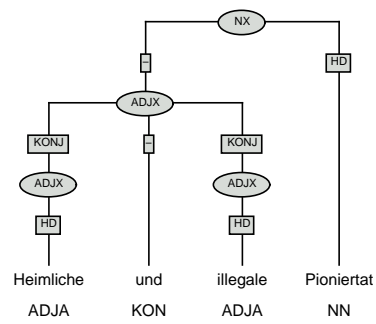 NX
– HD
ADJX
KONJ – KONJ
ADJX ADJX
HD HD
Heimliche und illegale Pioniertat
ADJA KON ADJA NN